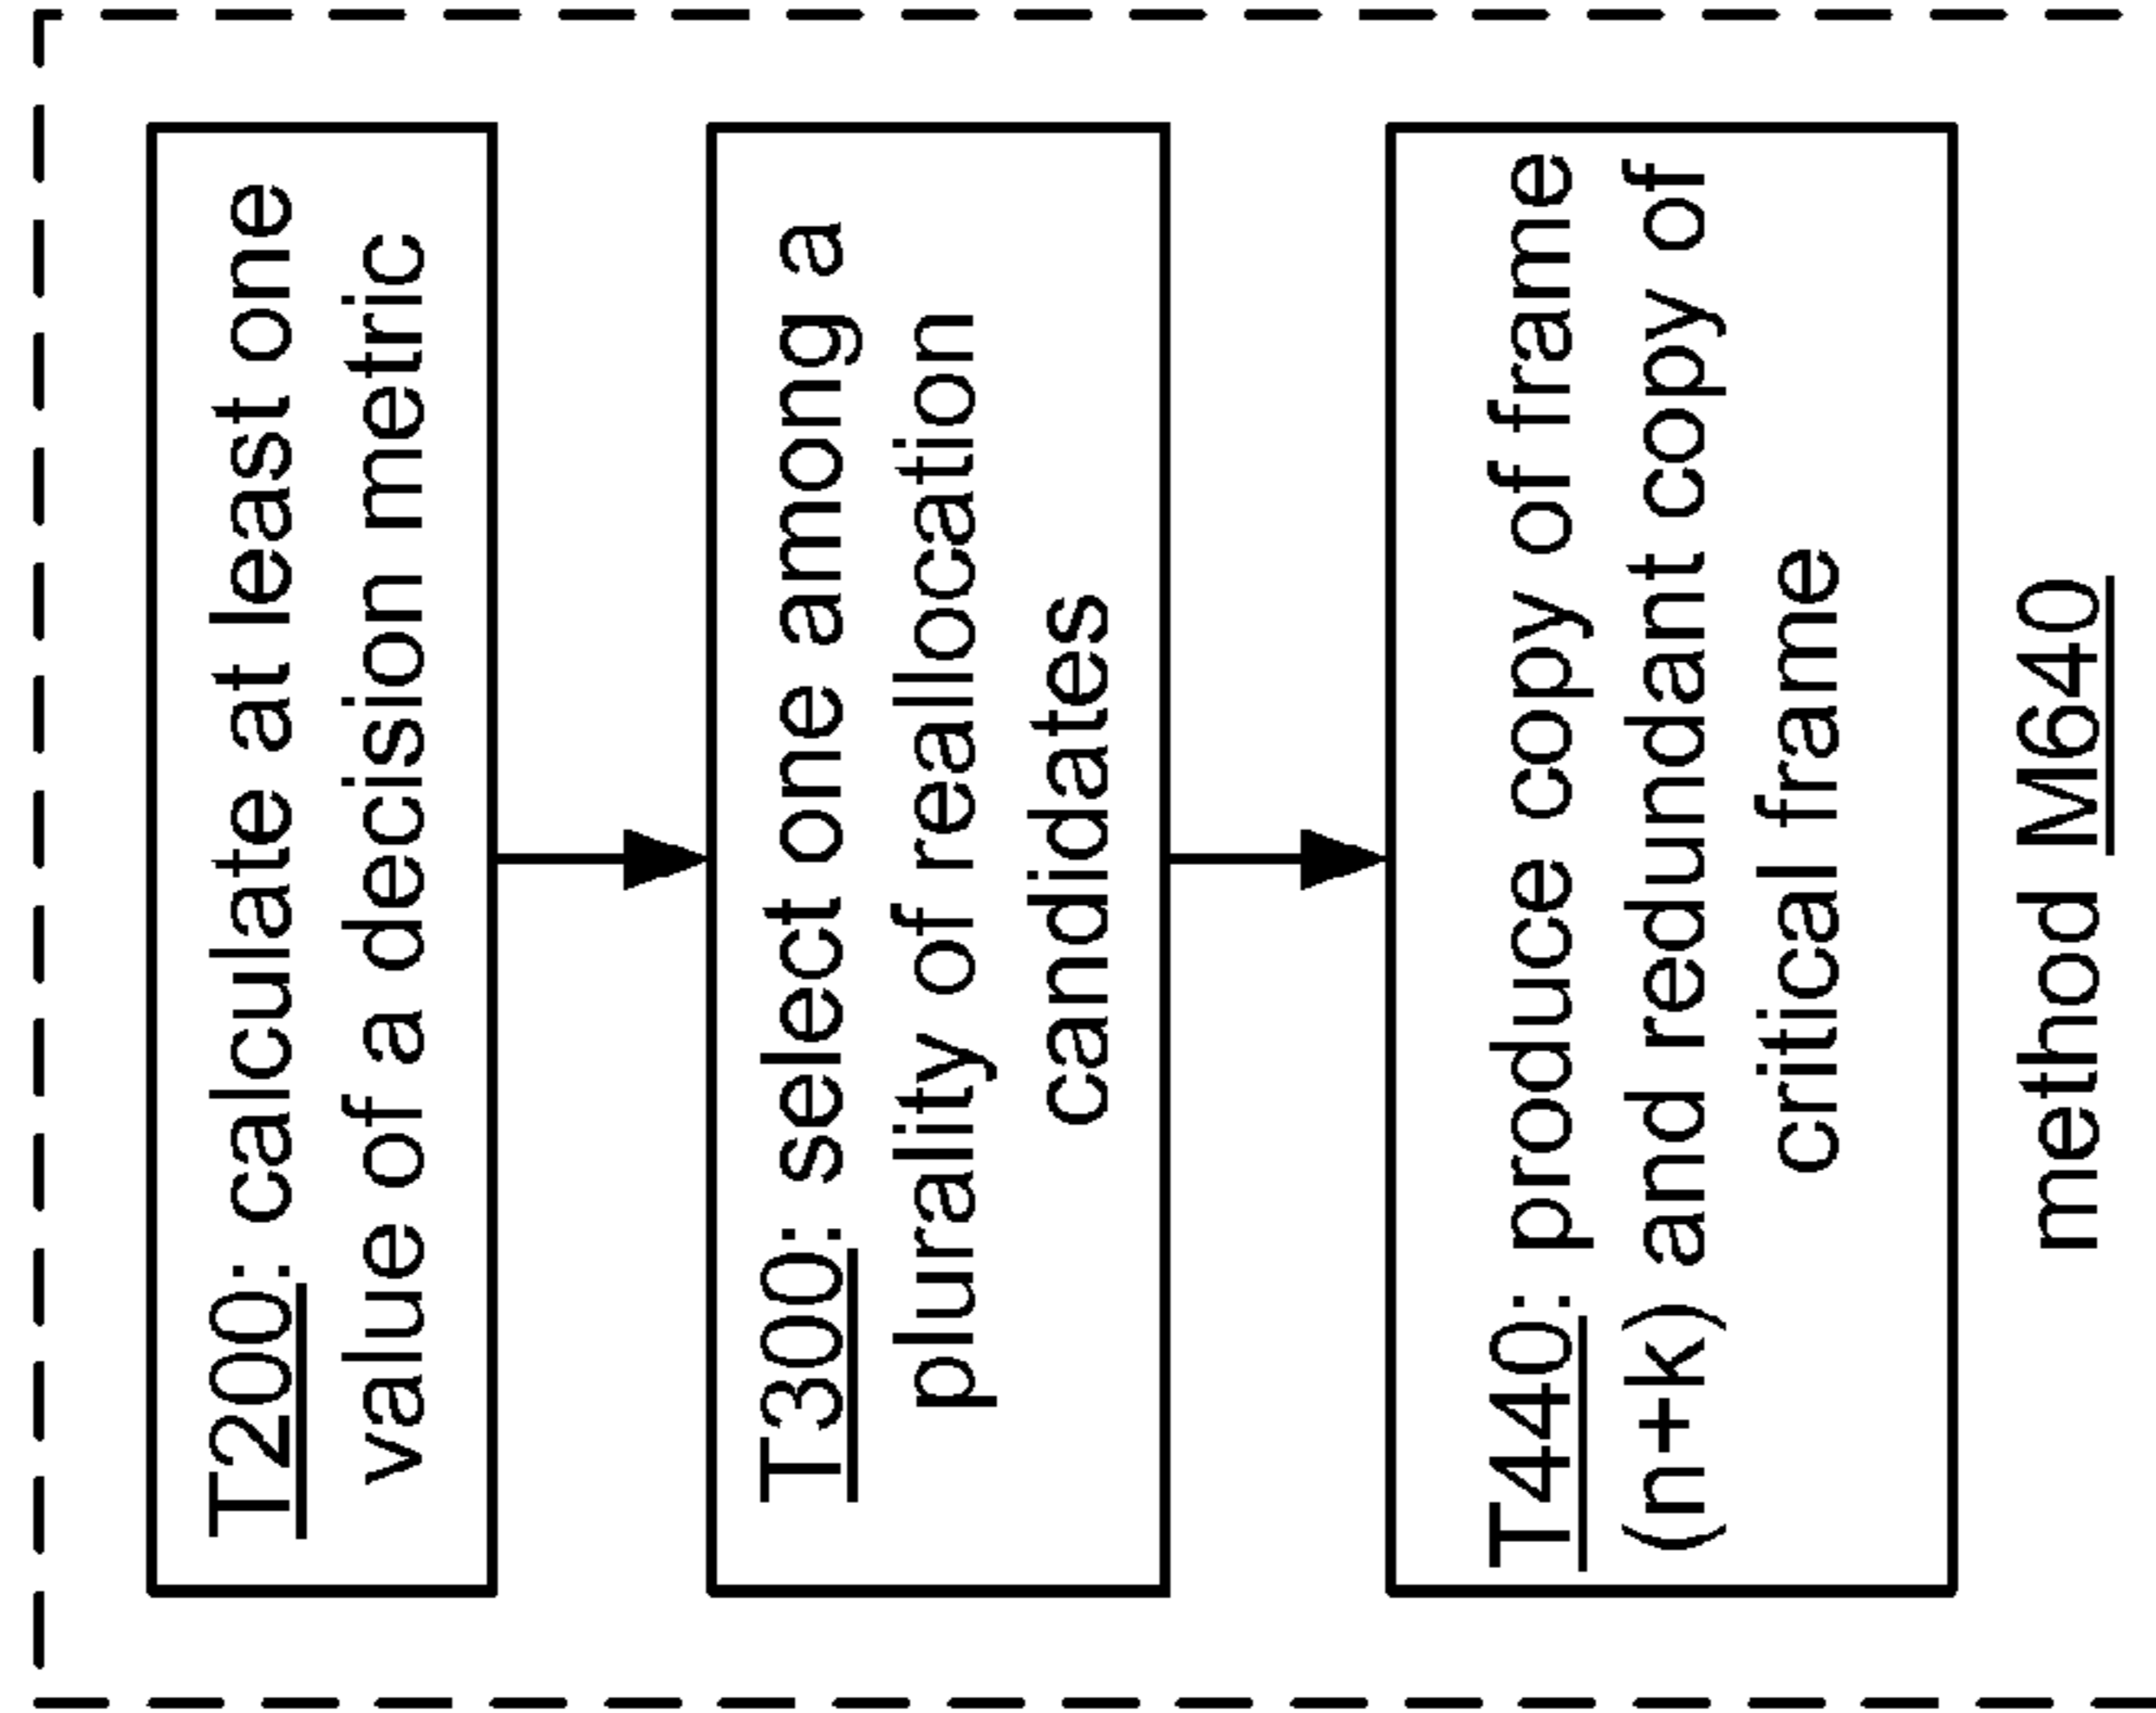 T200: calculate at least one
value of a decision metric
T300: select one among a
plurality of reallocation
candidates
T440: produce copy of frame
(n+k) and redundant copy of
critical frame
method M640